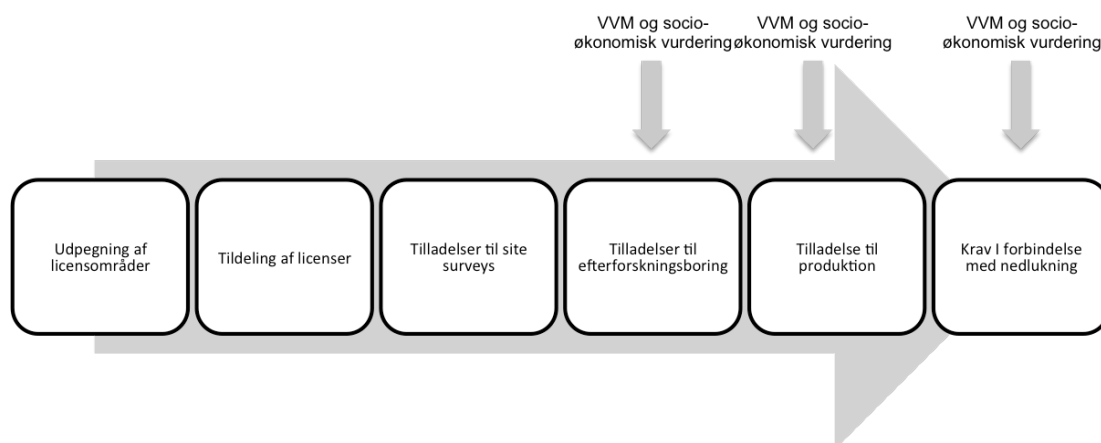 VVM og socio-
økonomisk vurdering
VVM og socio-
økonomisk vurdering
VVM og socio-
økonomisk vurdering
Udpegning af
licensområder
Tildeling af licenser
Tilladelser til site
surveys
Tilladelser til
efterforskningsboring
Tilladelse til
produktion
Krav I forbindelse
med nedlukning